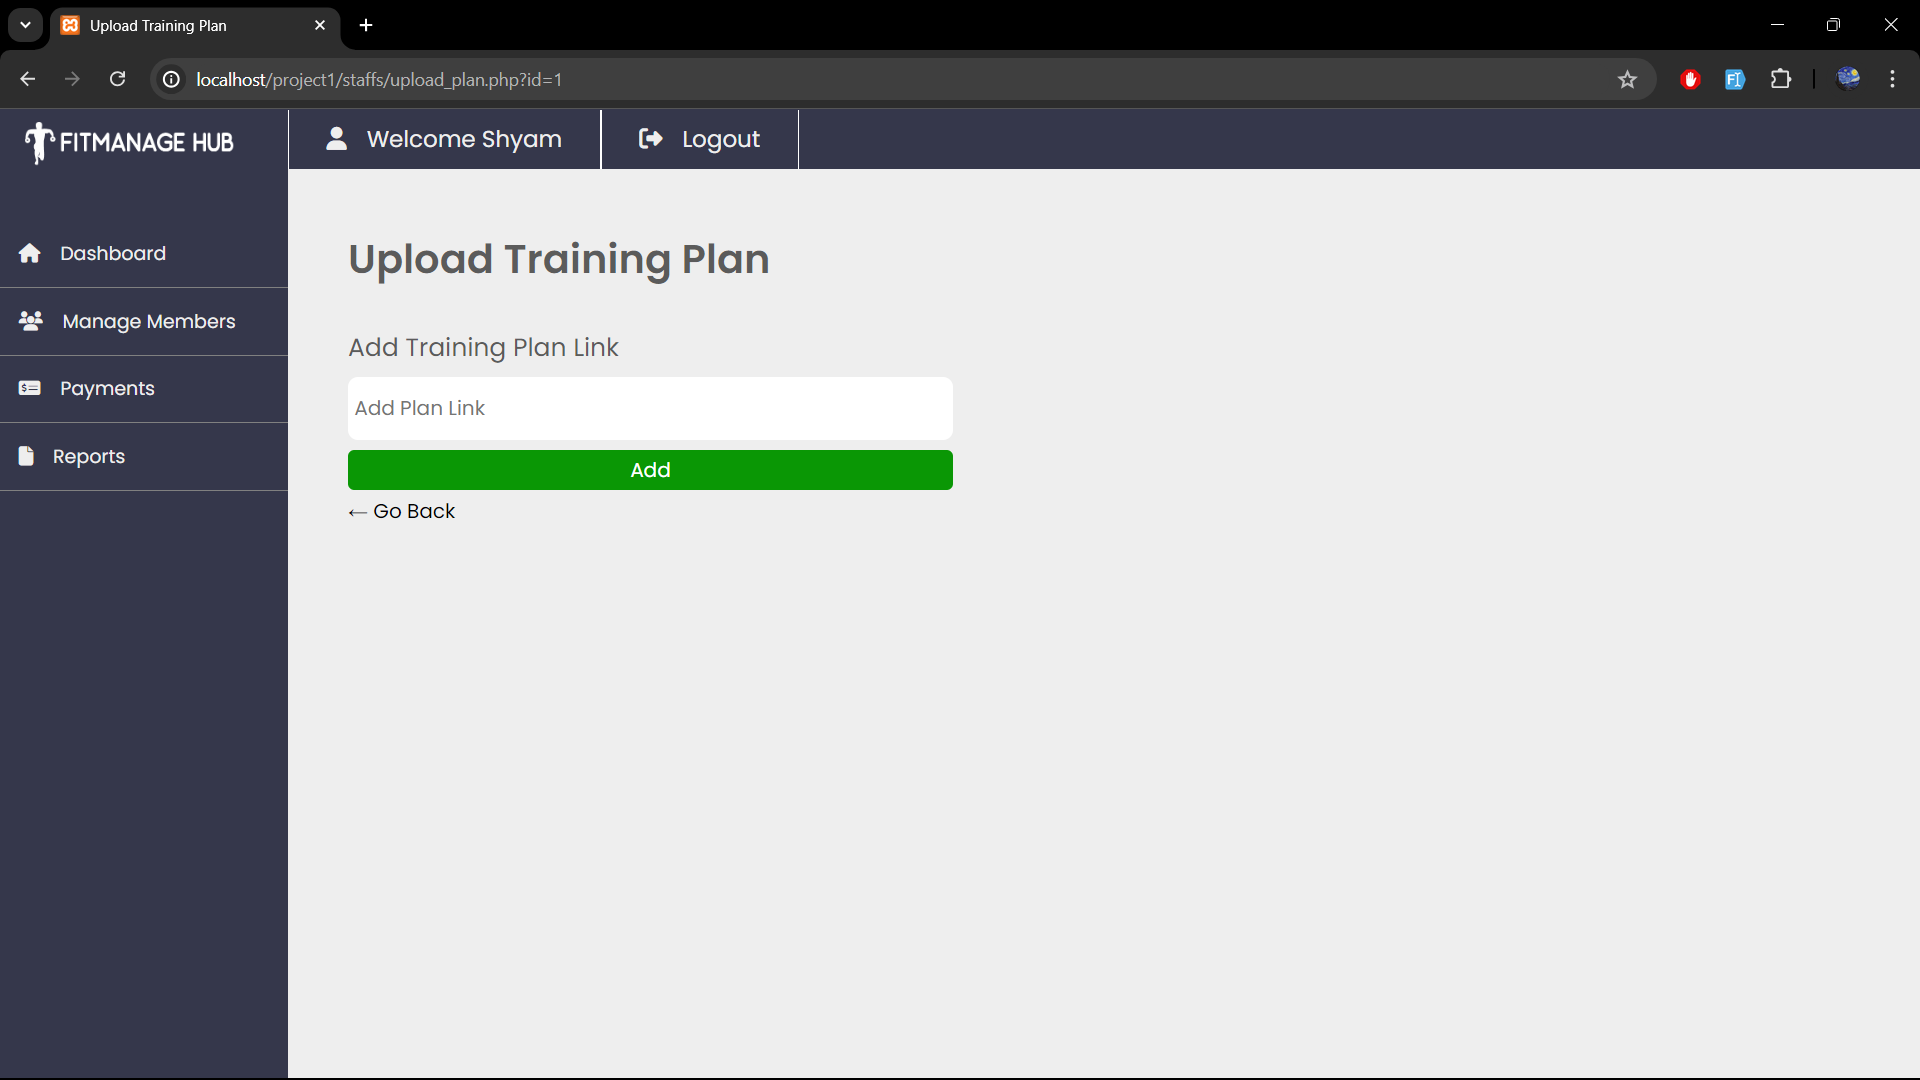 Upload Training Plan
localhost/project1/staffs/upload_plan.php?id=1
FITMANAGE HUB
Welcome Shyam
Logout
Dashboard
Manage Members
Payments
Reports
Upload Training Plan
Add Training Plan Link
Add Plan Link
Add
← Go Back